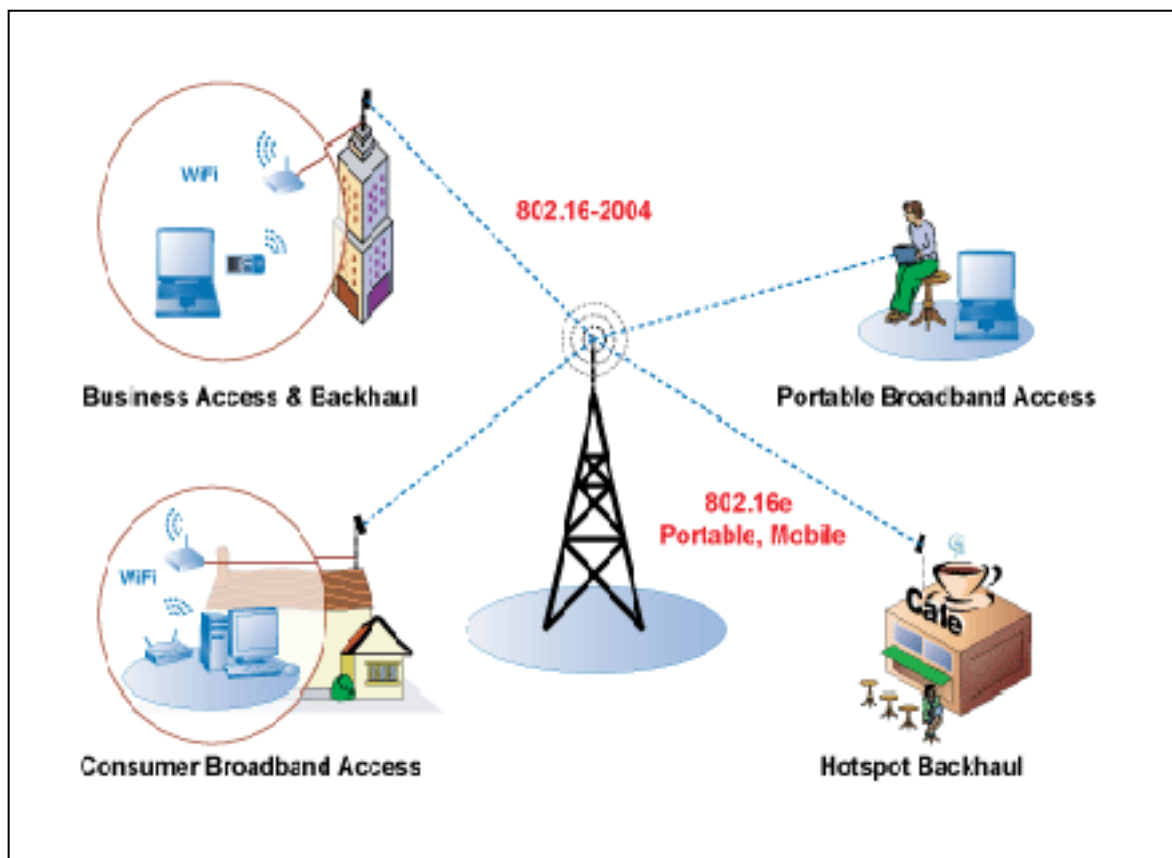 WiFi
802.16-2004
Business Access & Backhaul
Portable Broadband Access
802.16e
Portable, Mobile
WiFi
Cafe
Consumer Broadband Access
Hotspot Backhaul